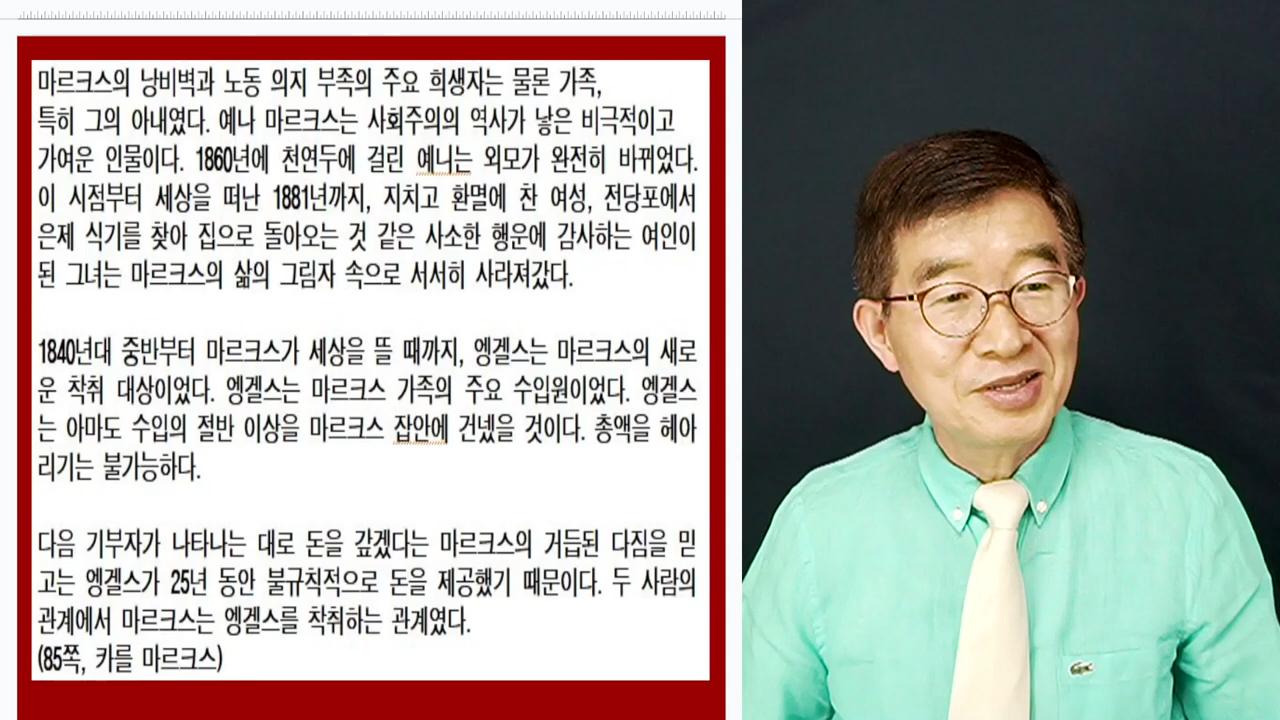 마르크스의 낭비벽과 노동 의지 부족의 주요 희생자는 물론 가족,
특히 그의 아내였다. 예나 마르크스는 사회주의의 역사가 낳은 비극적이고
가여운 인물이다. 1860년에 천연두에 걸린 예니는 외모가 완전히 바뀌었다.
이 시점부터 세상을 떠난 1881년까지, 지치고 환멸에 찬 여성, 전당포에서
은제 식기를 찾아 집으로 돌아오는 것 같은 사소한 행운에 감사하는 여인이
된 그녀는 마르크스의 삶의 그림자 속으로 서서히 사라져갔다.
1840년대 중반부터 마르크스가 세상을 뜰 때까지, 엥겔스는 마르크스의 새로
운 착취 대상이었다. 엥겔스는 마르크스 가족의 주요 수입원이었다. 엥겔스
는 아마도 수입의 절반 이상을 마르크스 잡안에 건넸을 것이다. 총액을 헤아
리기는 불가능하다.
다음 기부자가 나타나는 대로 돈을 갚겠다는 마르크스의 거듭된 다짐을 믿
고는 엥겔스가 25년 동안 불규칙적으로 돈을 제공했기 때문이다. 두 사람의
관계에서 마르크스는 엥겔스를 착취하는 관계였다.
(85쪽, 카를 마르크스)